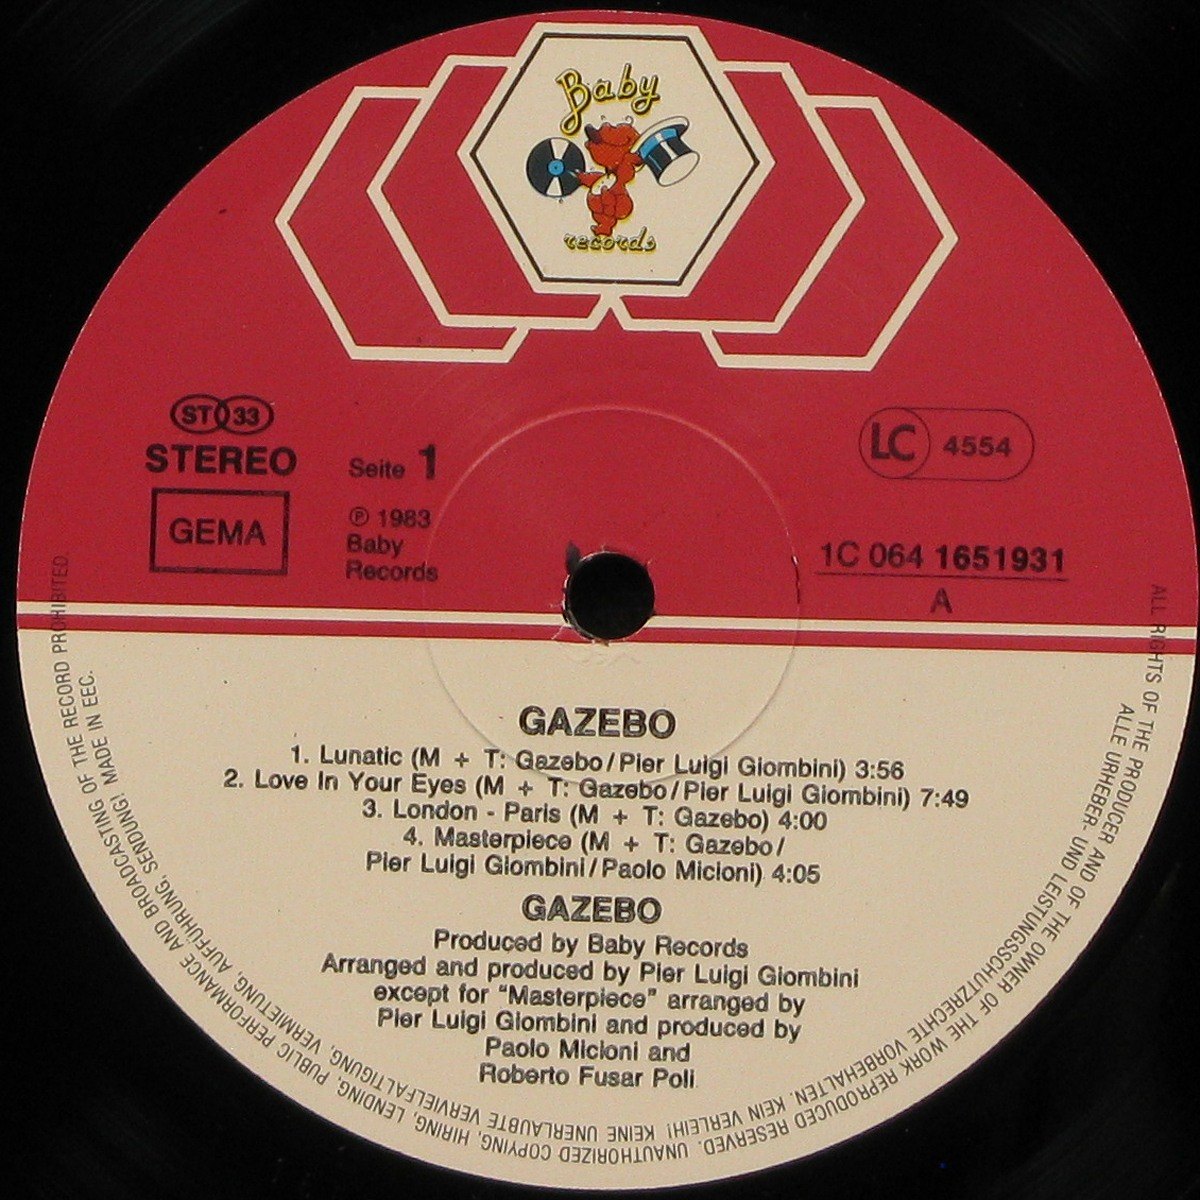 Baby
records
ST 33
STEREO
GEMA
Seite 1
℗ 1983
Baby
Records
LC 4554
1C 064 1651931
A
GAZEBO
1. Lunatic (M + T: Gazebo/Pier Luigi Giombini) 3:56
2. Love In Your Eyes (M + T: Gazebo/Pier Luigi Giombini) 7:49
3. London - Paris (M + T: Gazebo) 4:00
4. Masterpiece (M + T: Gazebo/
Pier Luigi Giombini/Paolo Micioni) 4:05
GAZEBO
Produced by Baby Records
Arranged and produced by Pier Luigi Giombini
except for "Masterpiece" arranged by
Pier Luigi Giombini and produced by
Paolo Micioni and
Roberto Fusar Poli
ALL RIGHTS OF THE PRODUCER AND OF THE OWNER OF THE WORK REPRODUCED RESERVED. UNAUTHORIZED COPYING, HIRING, LENDING, PUBLIC PERFORMANCE AND BROADCASTING OF THE RECORD PROHIBITED
ALLE URHEBER- UND LEISTUNGSSCHUTZRECHTE VORBEHALTEN. KEIN VERLEIH! KEINE UNERLAUBTE VERVIELFÄLTIGUNG, VERMIETUNG, AUFFÜHRUNG, SENDUNG! MADE IN EEC.